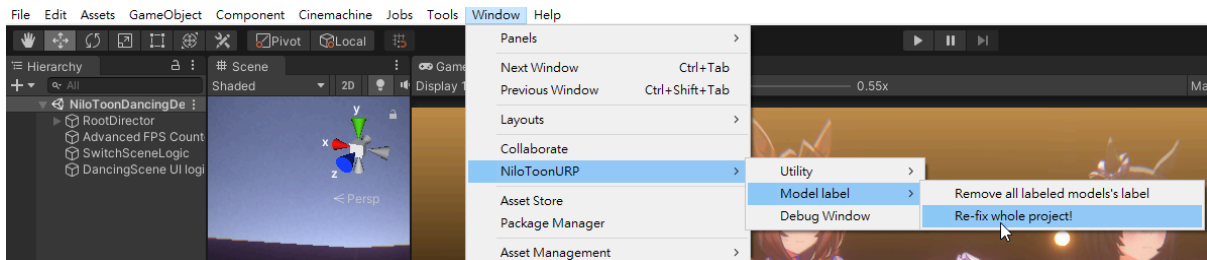 File Edit Assets GameObject Component Cinemachine Jobs Tools Window Help
Pivot Local
Hierarchy
All
NiloToonDancingDe
RootDirector
Advanced FPS Count
SwitchSceneLogic
DancingScene UI logi
# Scene
Shaded 2D
y
x
z
Persp
Game
Display 1
0.55x
Ma
Panels
Next Window Ctrl+Tab
Previous Window Ctrl+Shift+Tab
Layouts
Collaborate
NiloToonURP
Asset Store
Package Manager
Asset Management
Utility
Model label
Debug Window
Remove all labeled models's label
Re-fix whole project!